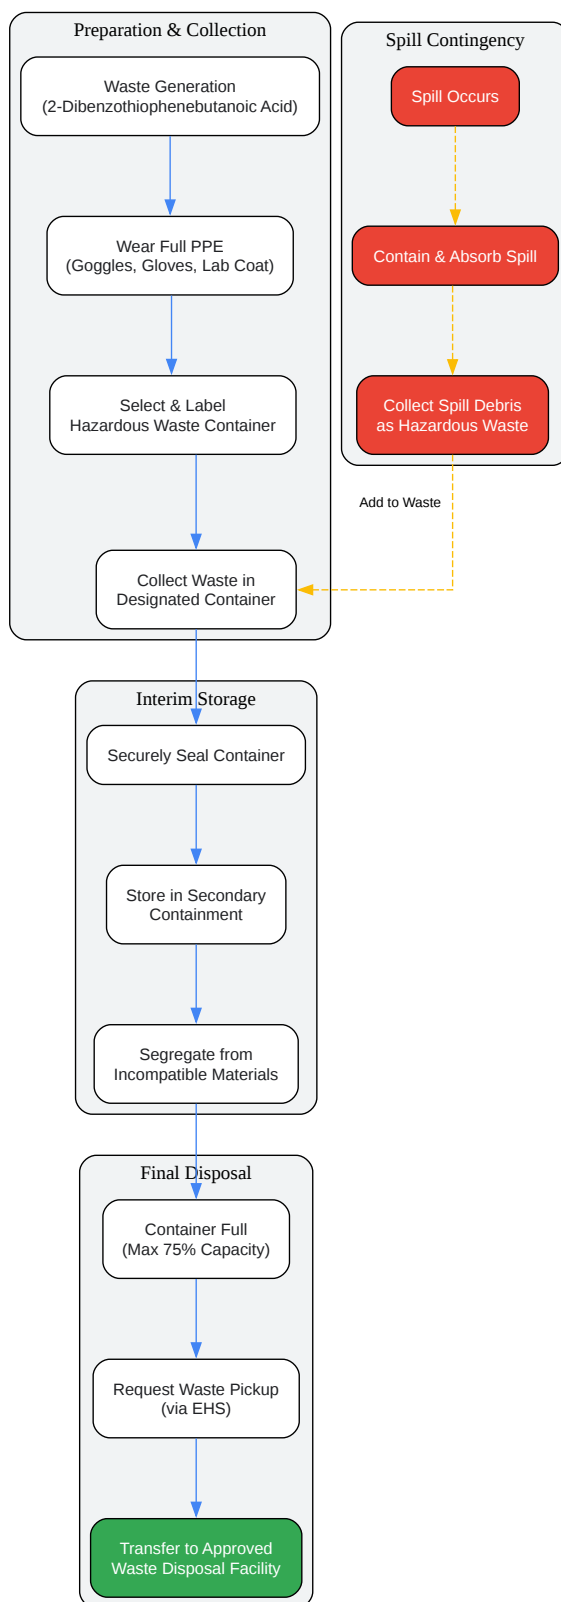 Preparation & Collection
Waste Generation
(2-Dibenzothiophenebutanoic Acid)
Wear Full PPE
(Goggles, Gloves, Lab Coat)
Select & Label
Hazardous Waste Container
Collect Waste in
Designated Container
Spill Contingency
Spill Occurs
Contain & Absorb Spill
Collect Spill Debris
as Hazardous Waste
Add to Waste
Interim Storage
Securely Seal Container
Store in Secondary
Containment
Segregate from
Incompatible Materials
Final Disposal
Container Full
(Max 75% Capacity)
Request Waste Pickup
(via EHS)
Transfer to Approved
Waste Disposal Facility